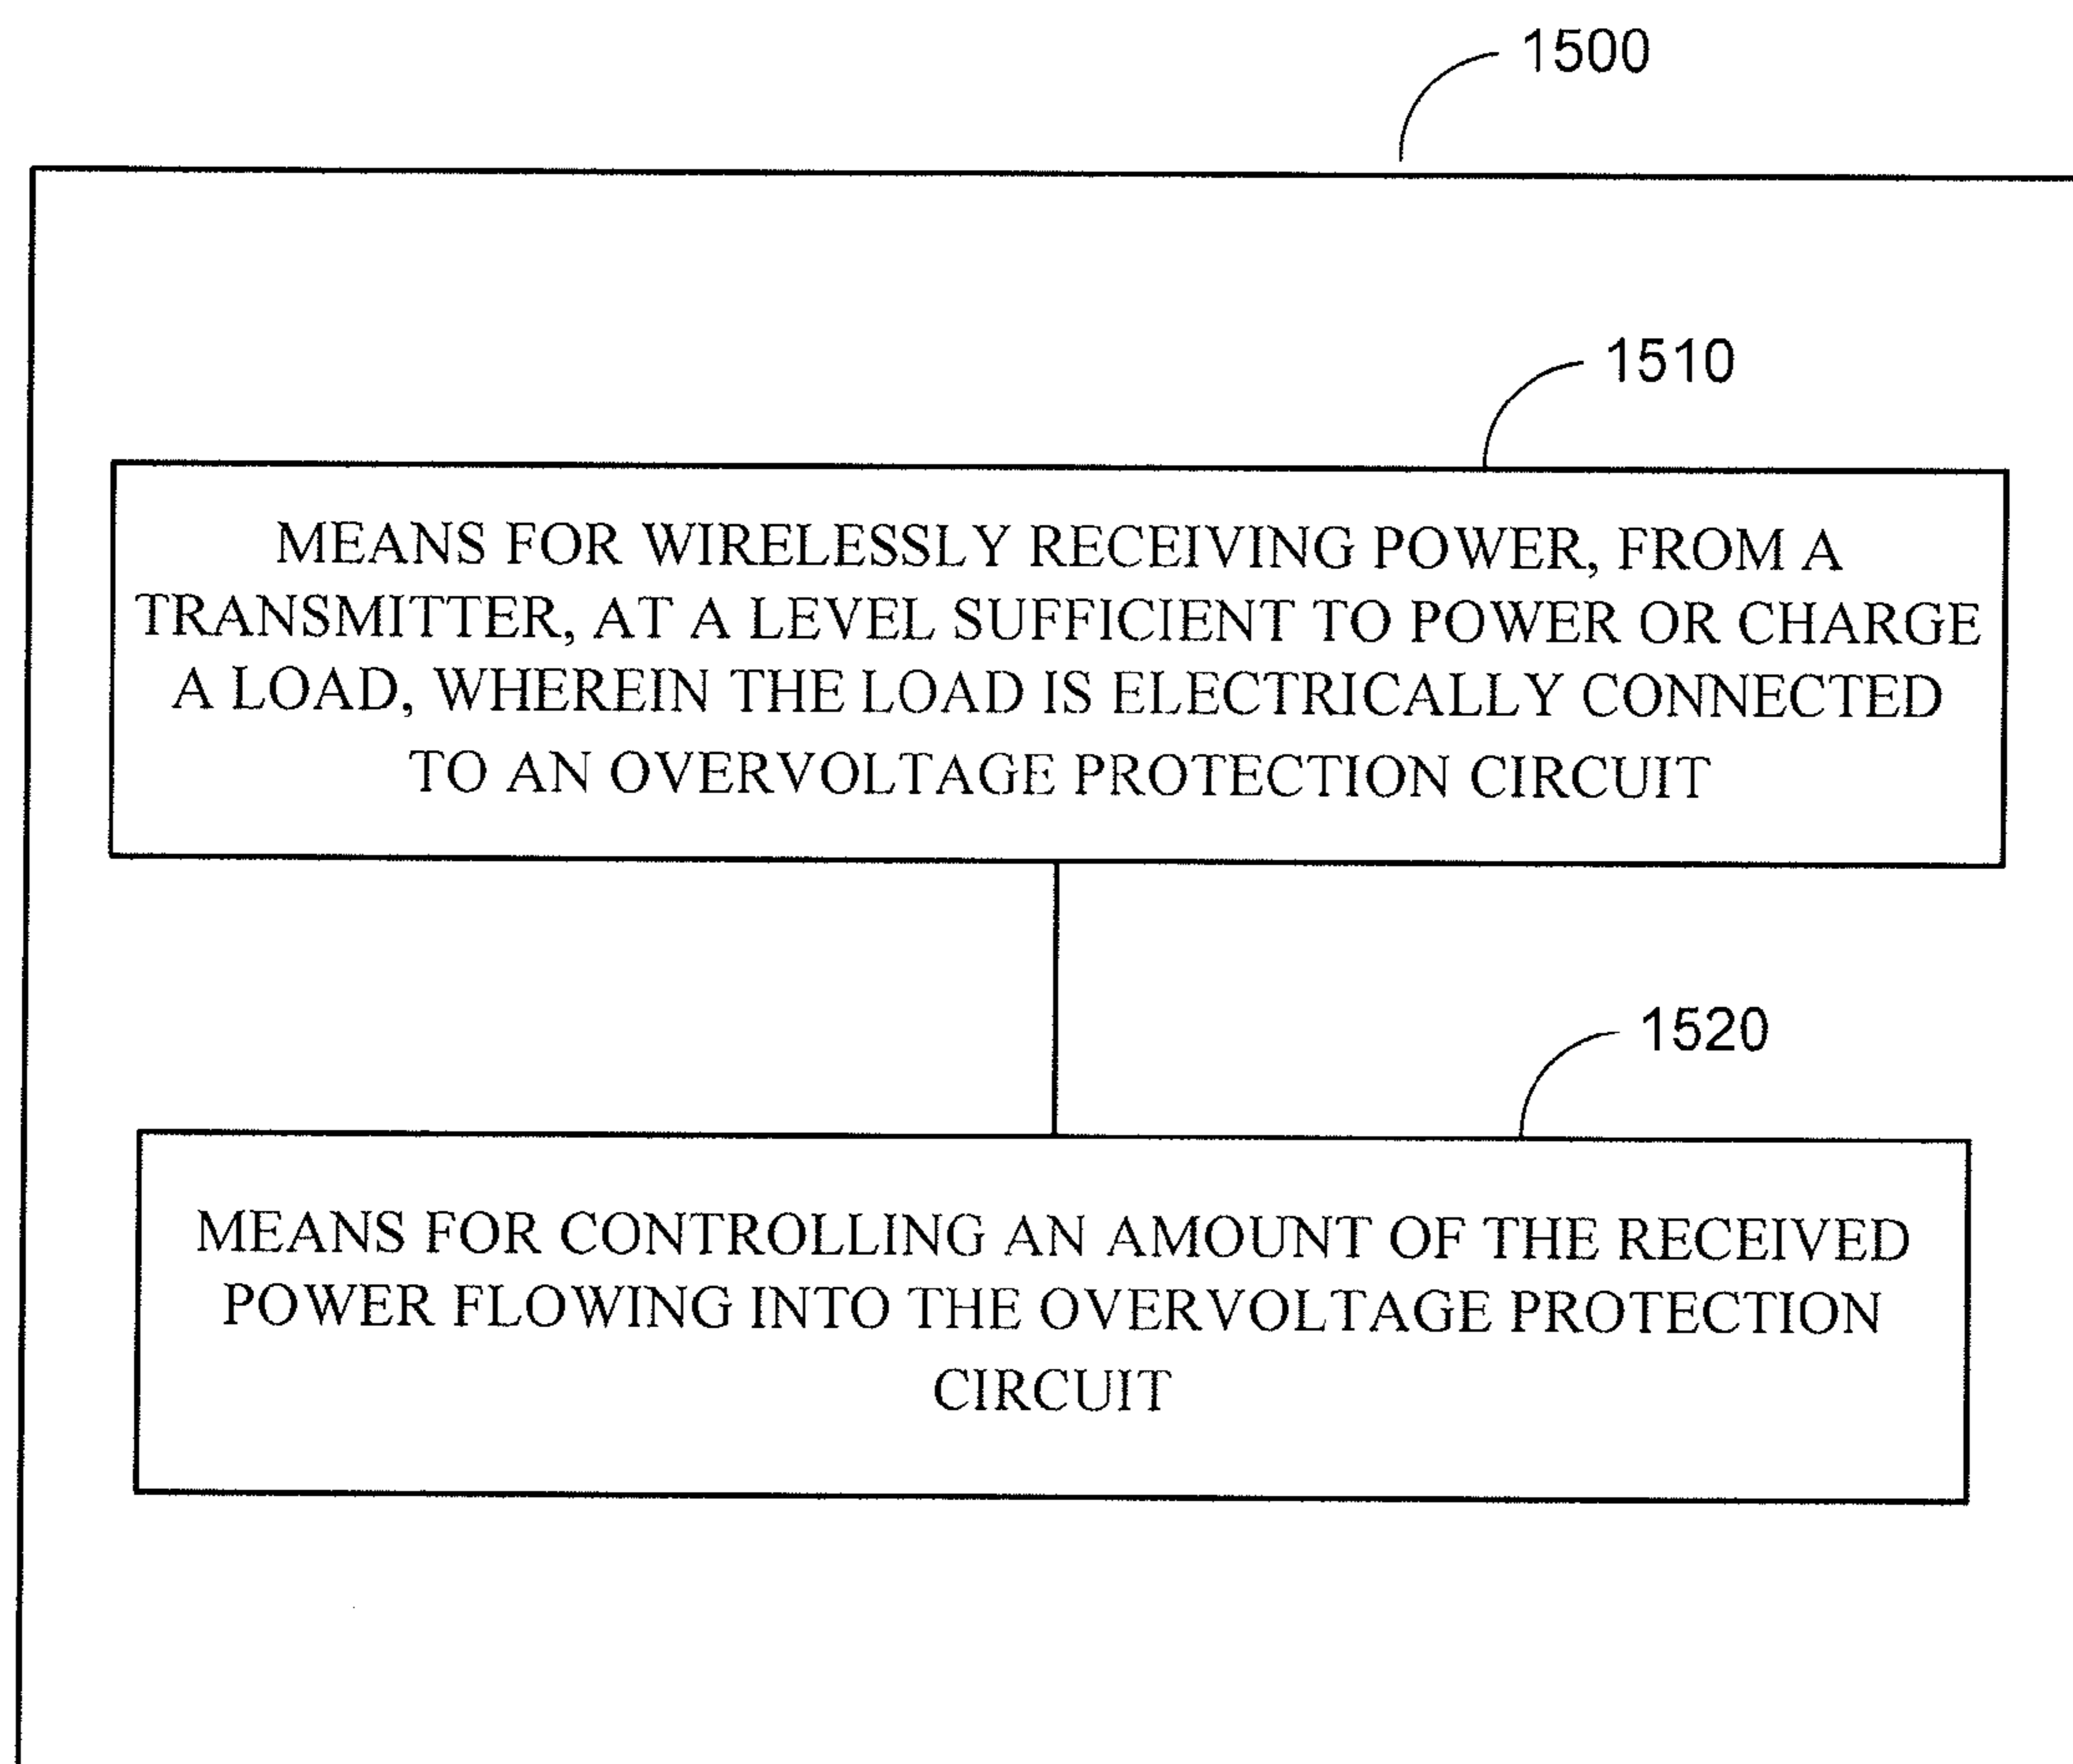 1500
1510
MEANS FOR WIRELESSLY RECEIVING POWER, FROM A
TRANSMITTER, AT A LEVEL SUFFICIENT TO POWER OR CHARGE
A LOAD, WHEREIN THE LOAD IS ELECTRICALLY CONNECTED
TO AN OVERVOLTAGE PROTECTION CIRCUIT
1520
MEANS FOR CONTROLLING AN AMOUNT OF THE RECEIVED
POWER FLOWING INTO THE OVERVOLTAGE PROTECTION
CIRCUIT